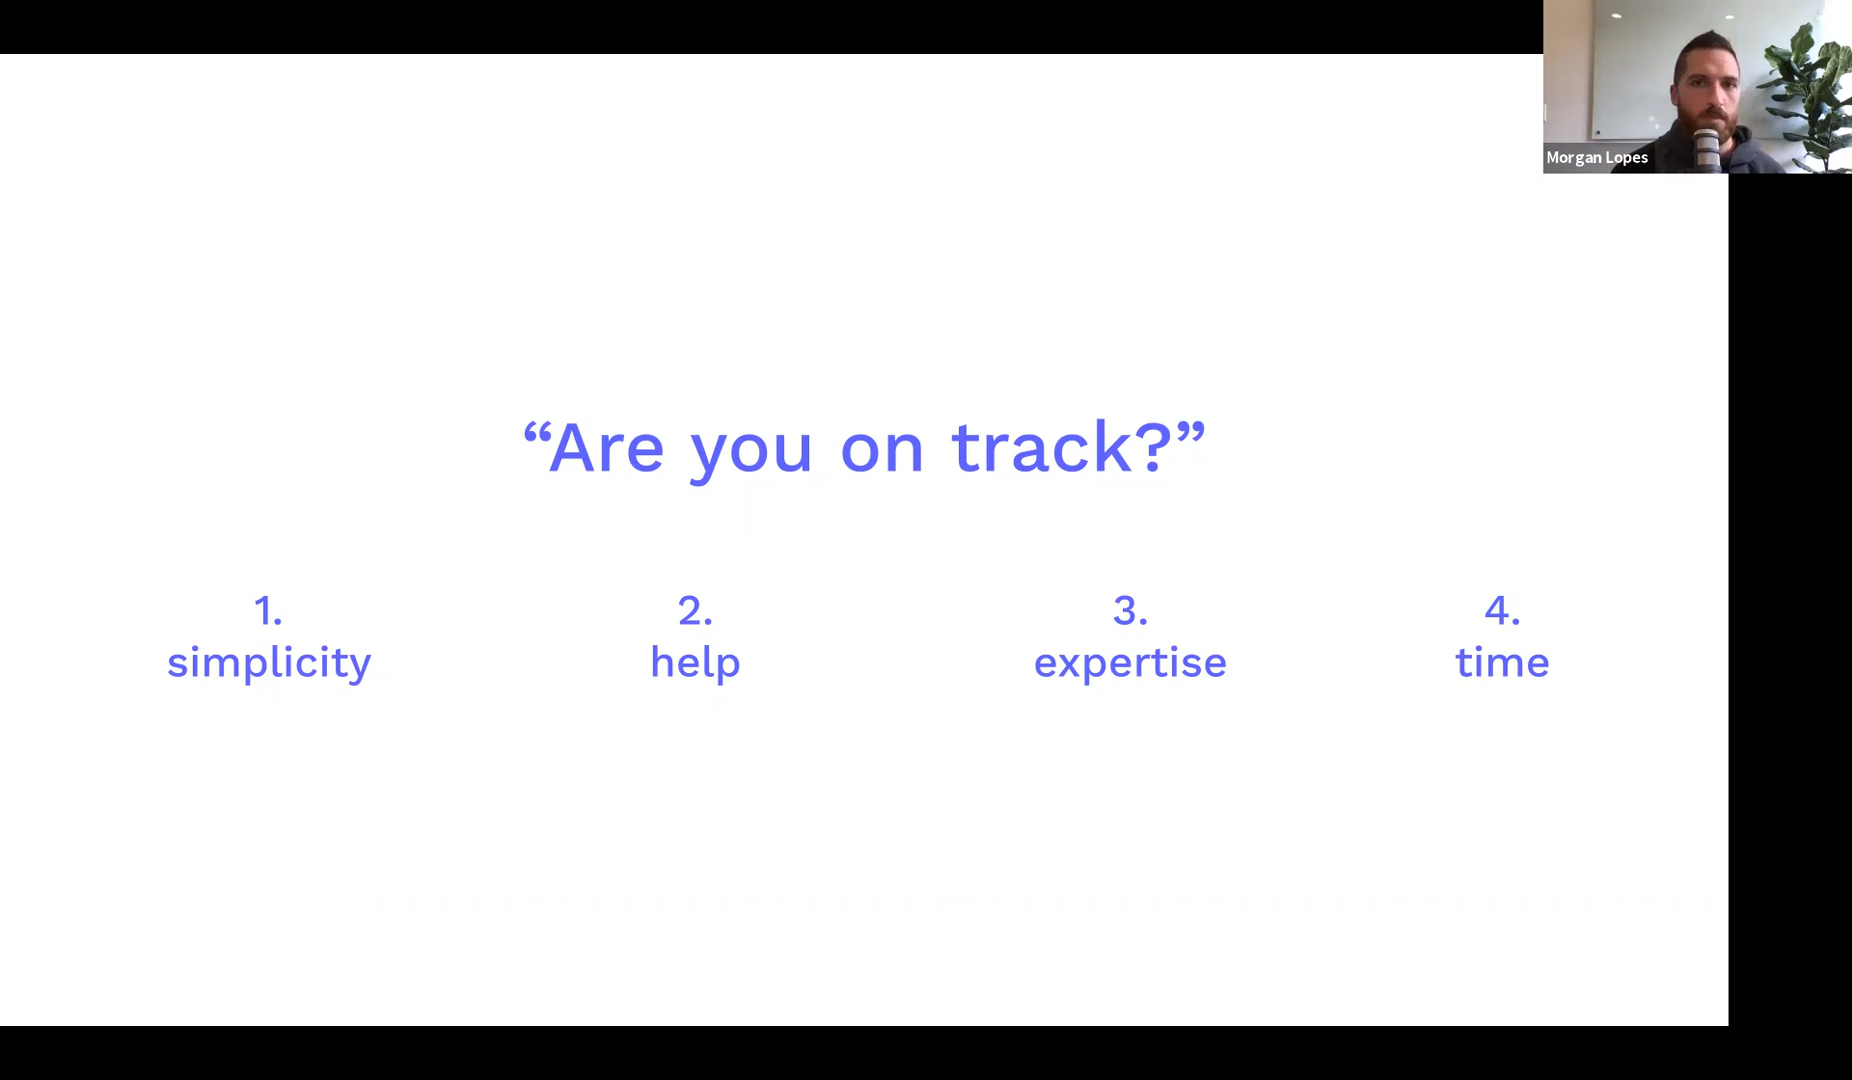 Morgan Lopes
“Are you on track?”
1.
simplicity
2.
help
3.
expertise
4.
time